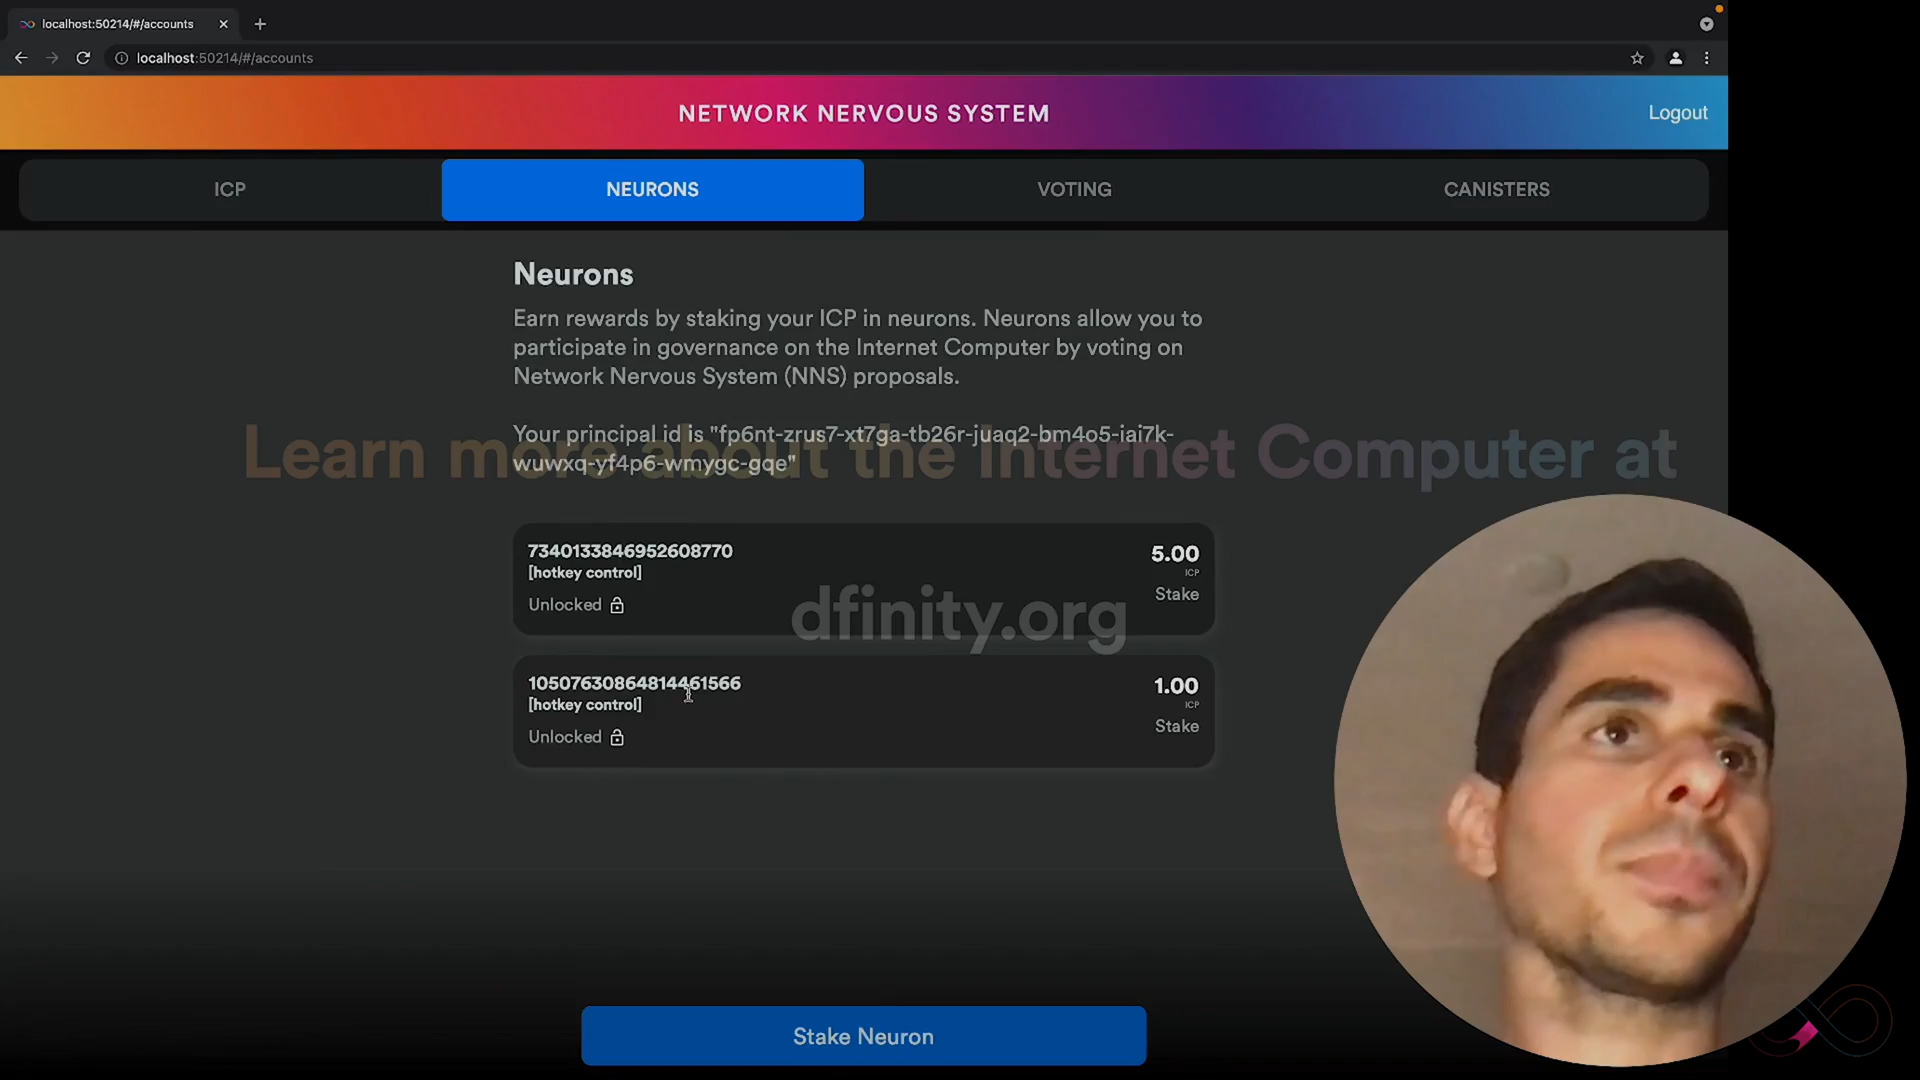 localhost:50214/#/accounts
localhost:50214/#/accounts
NETWORK NERVOUS SYSTEM
Logout
ICP
NEURONS
VOTING
CANISTERS
Neurons
Earn rewards by staking your ICP in neurons. Neurons allow you to
participate in governance on the Internet Computer by voting on
Network Nervous System (NNS) proposals.
Your principal id is "fp6nt-zrus7-xt7ga-tb26r-juaq2-bm4o5-iai7k-
wuwxq-yf4p6-wmygc-gqe"
Learn more about the Internet Computer at
7340133846952608770
5.00
[hotkey control]
ICP
Unlocked
Stake
dfinity.org
10507630864814461566
1.00
[hotkey control]
ICP
Unlocked
Stake
Stake Neuron